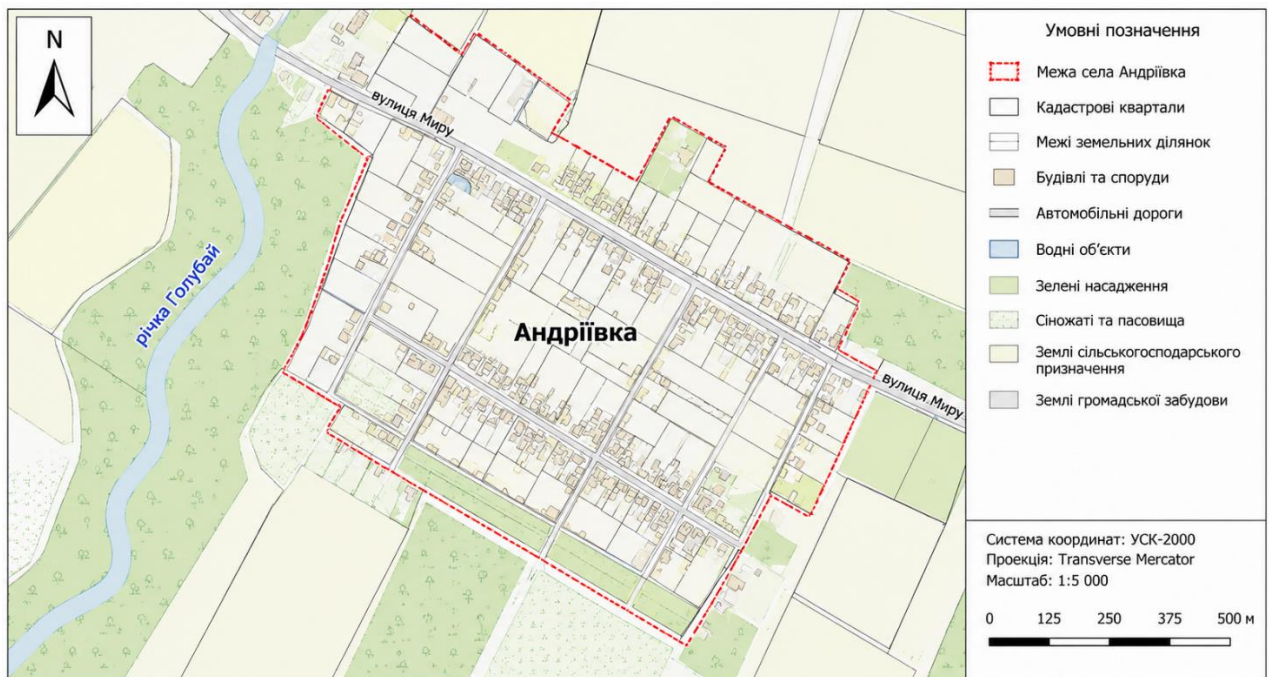 N
вулиця Миру
річка Голубай
Андріївка
вулиця Миру
Умовні позначення
Межа села Андріївка
Кадастрові квартали
Межі земельних ділянок
Будівлі та споруди
Автомобільні дороги
Водні об'єкти
Зелені насадження
Сіножаті та пасовища
Землі сільськогосподарського
призначення
Землі громадської забудови
Система координат: УСК-2000
Проекція: Transverse Mercator
Масштаб: 1:5 000
0 125 250 375 500 м